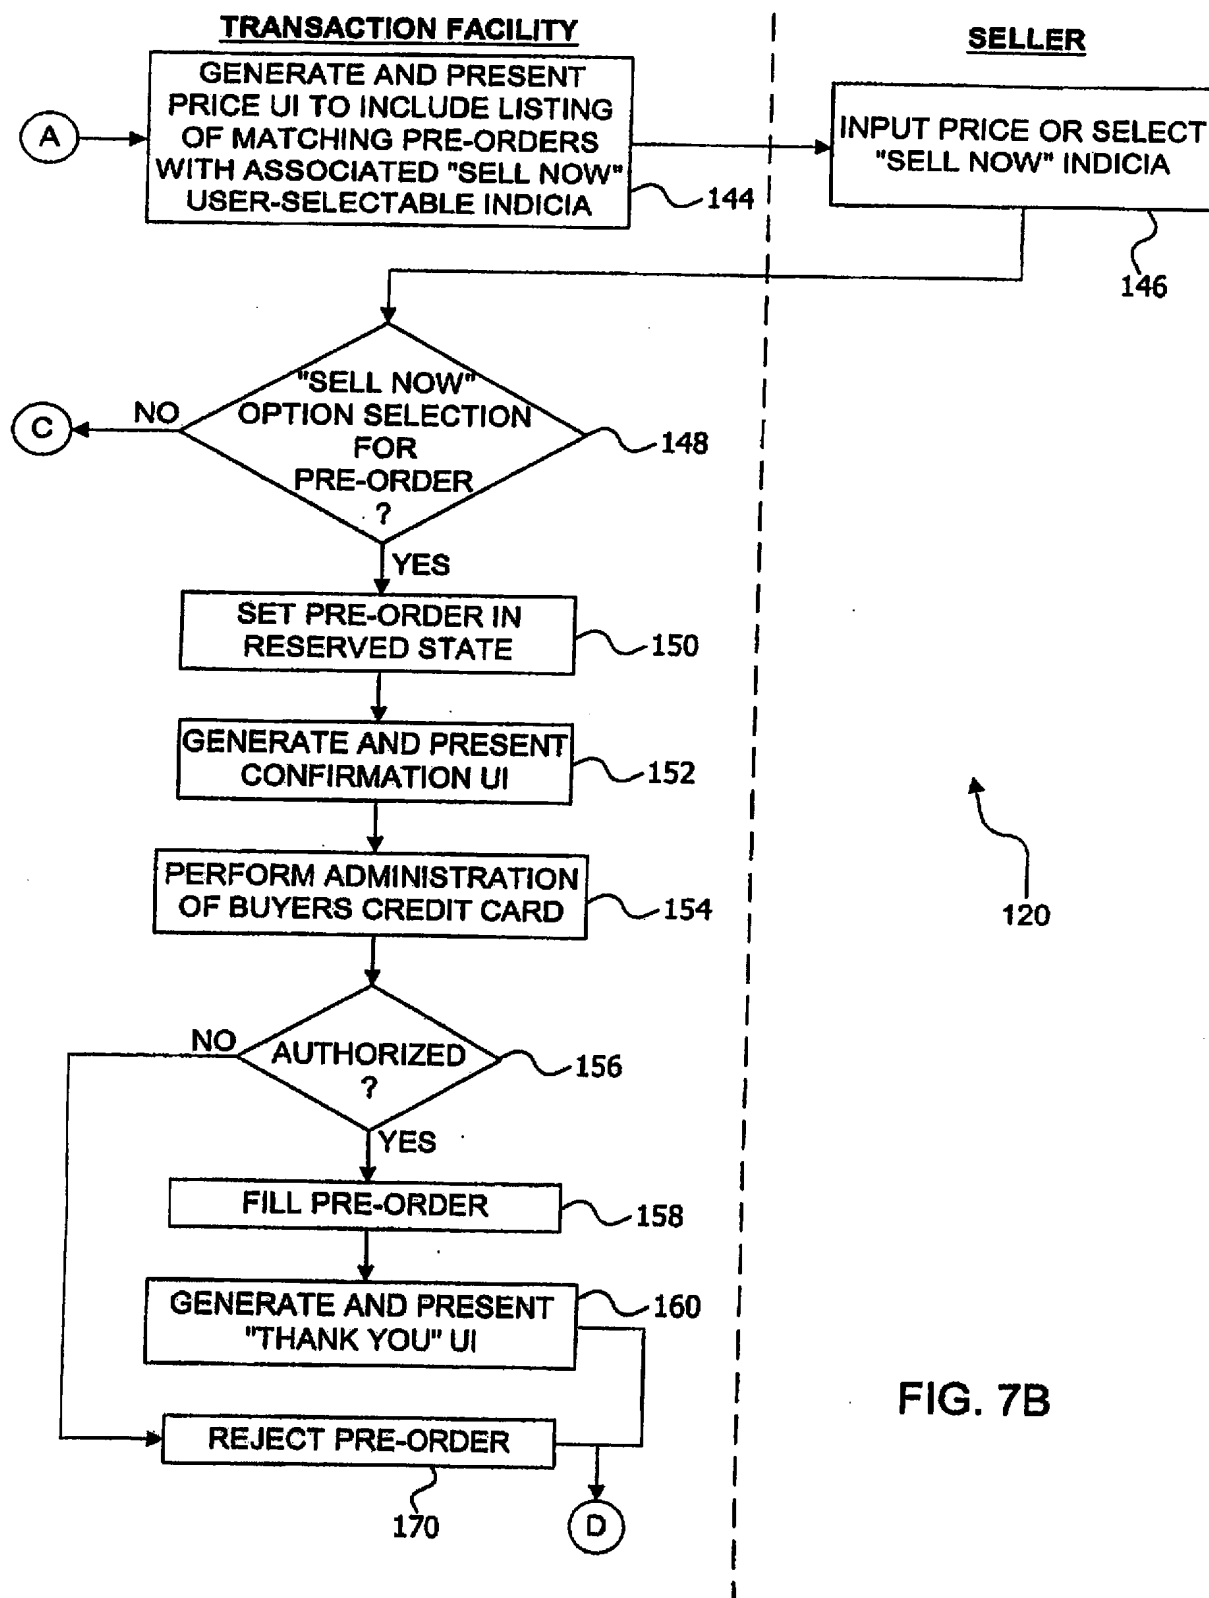 TRANSACTION FACILITY
SELLER
GENERATE AND PRESENT
PRICE UI TO INCLUDE LISTING
OF MATCHING PRE-ORDERS
WITH ASSOCIATED "SELL NOW"
USER-SELECTABLE INDICIA
A
144
INPUT PRICE OR SELECT
"SELL NOW" INDICIA
146
"SELL NOW"
OPTION SELECTION
FOR
PRE-ORDER
?
NO
C
148
YES
SET PRE-ORDER IN
RESERVED STATE
150
GENERATE AND PRESENT
CONFIRMATION UI
152
PERFORM ADMINISTRATION
OF BUYERS CREDIT CARD
154
120
NO
AUTHORIZED
?
156
YES
FILL PRE-ORDER
158
GENERATE AND PRESENT
"THANK YOU" UI
160
REJECT PRE-ORDER
170
D
FIG. 7B